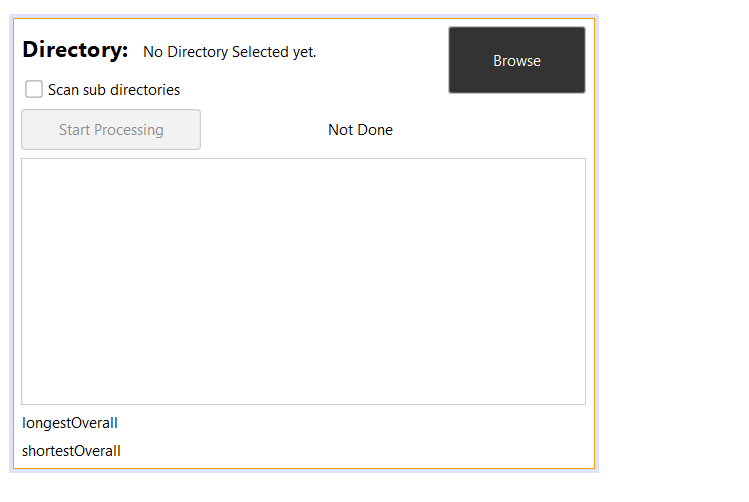 Directory: No Directory Selected yet.
Browse
Scan sub directories
Start Processing
Not Done
longestOverall
shortestOverall